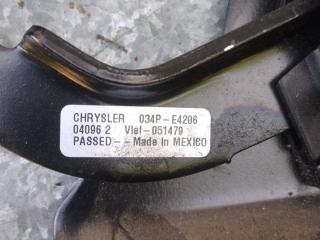 CHRYSLER 034P-E4206
04096 2 Vlef-051479
PASSED--Made In MEXICO